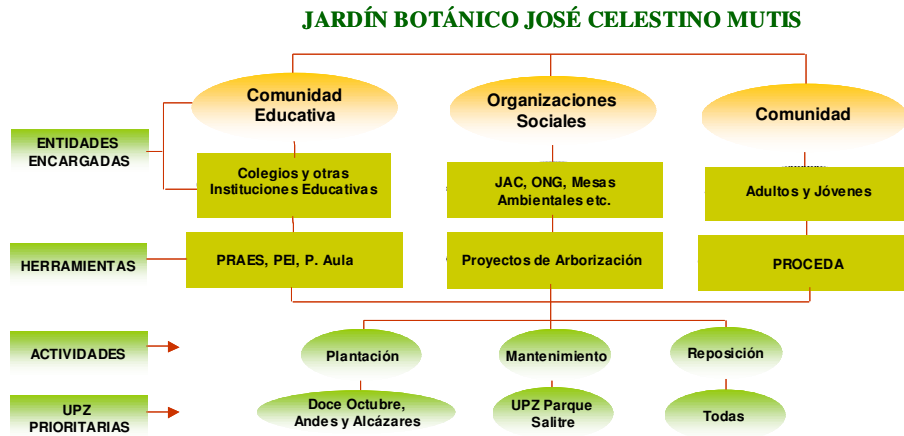 JARDÍN BOTÁNICO JOSÉ CELESTINO MUTIS
Comunidad
Educativa
Organizaciones
Sociales
Comunidad
ENTIDADES
ENCARGADAS
Colegios y otras
Instituciones Educativas
JAC, ONG, Mesas
Ambientales etc.
Adultos y Jóvenes
HERRAMIENTAS
PRAES, PEI, P. Aula
Proyectos de Arborización
PROCEDA
ACTIVIDADES
Plantación
Mantenimiento
Reposición
UPZ
PRIORITARIAS
Doce Octubre,
Andes y Alcázares
UPZ Parque
Salitre
Todas